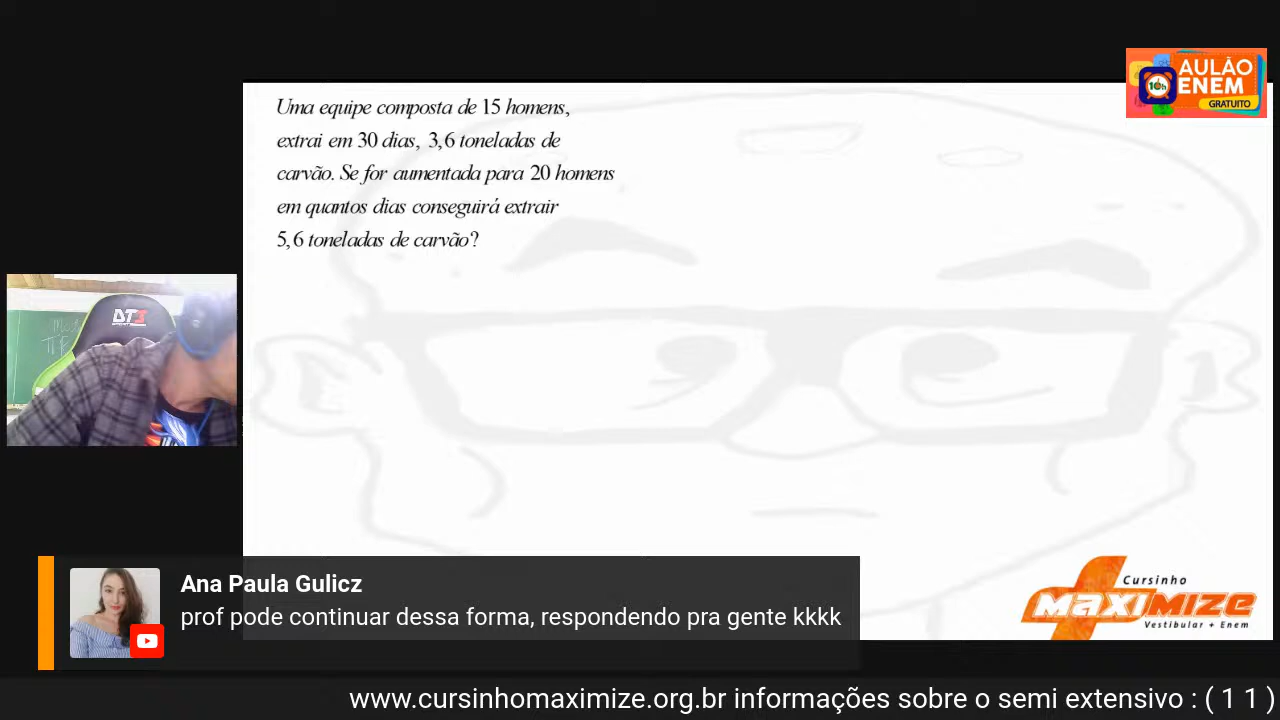 Uma equipe composta de 15 homens,
extrai em 30 dias, 3,6 toneladas de
carvão. Se for aumentada para 20 homens
em quantos dias conseguirá extrair
5,6 toneladas de carvão?
AULÃO
ENEM
GRATUITO
DT3
Cursinho
MAXIMIZE
Vestibular + Enem
Ana Paula Gulicz
prof pode continuar dessa forma, respondendo pra gente kkkk
www.cursinhomaximize.org.br informações sobre o semi extensivo : ( 1 1 )